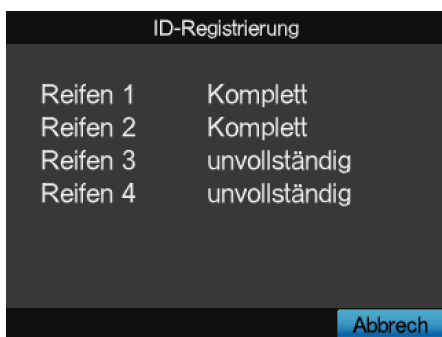 ID-Registrierung
Reifen 1 Komplett
Reifen 2 Komplett
Reifen 3 unvollständig
Reifen 4 unvollständig
Abbrech